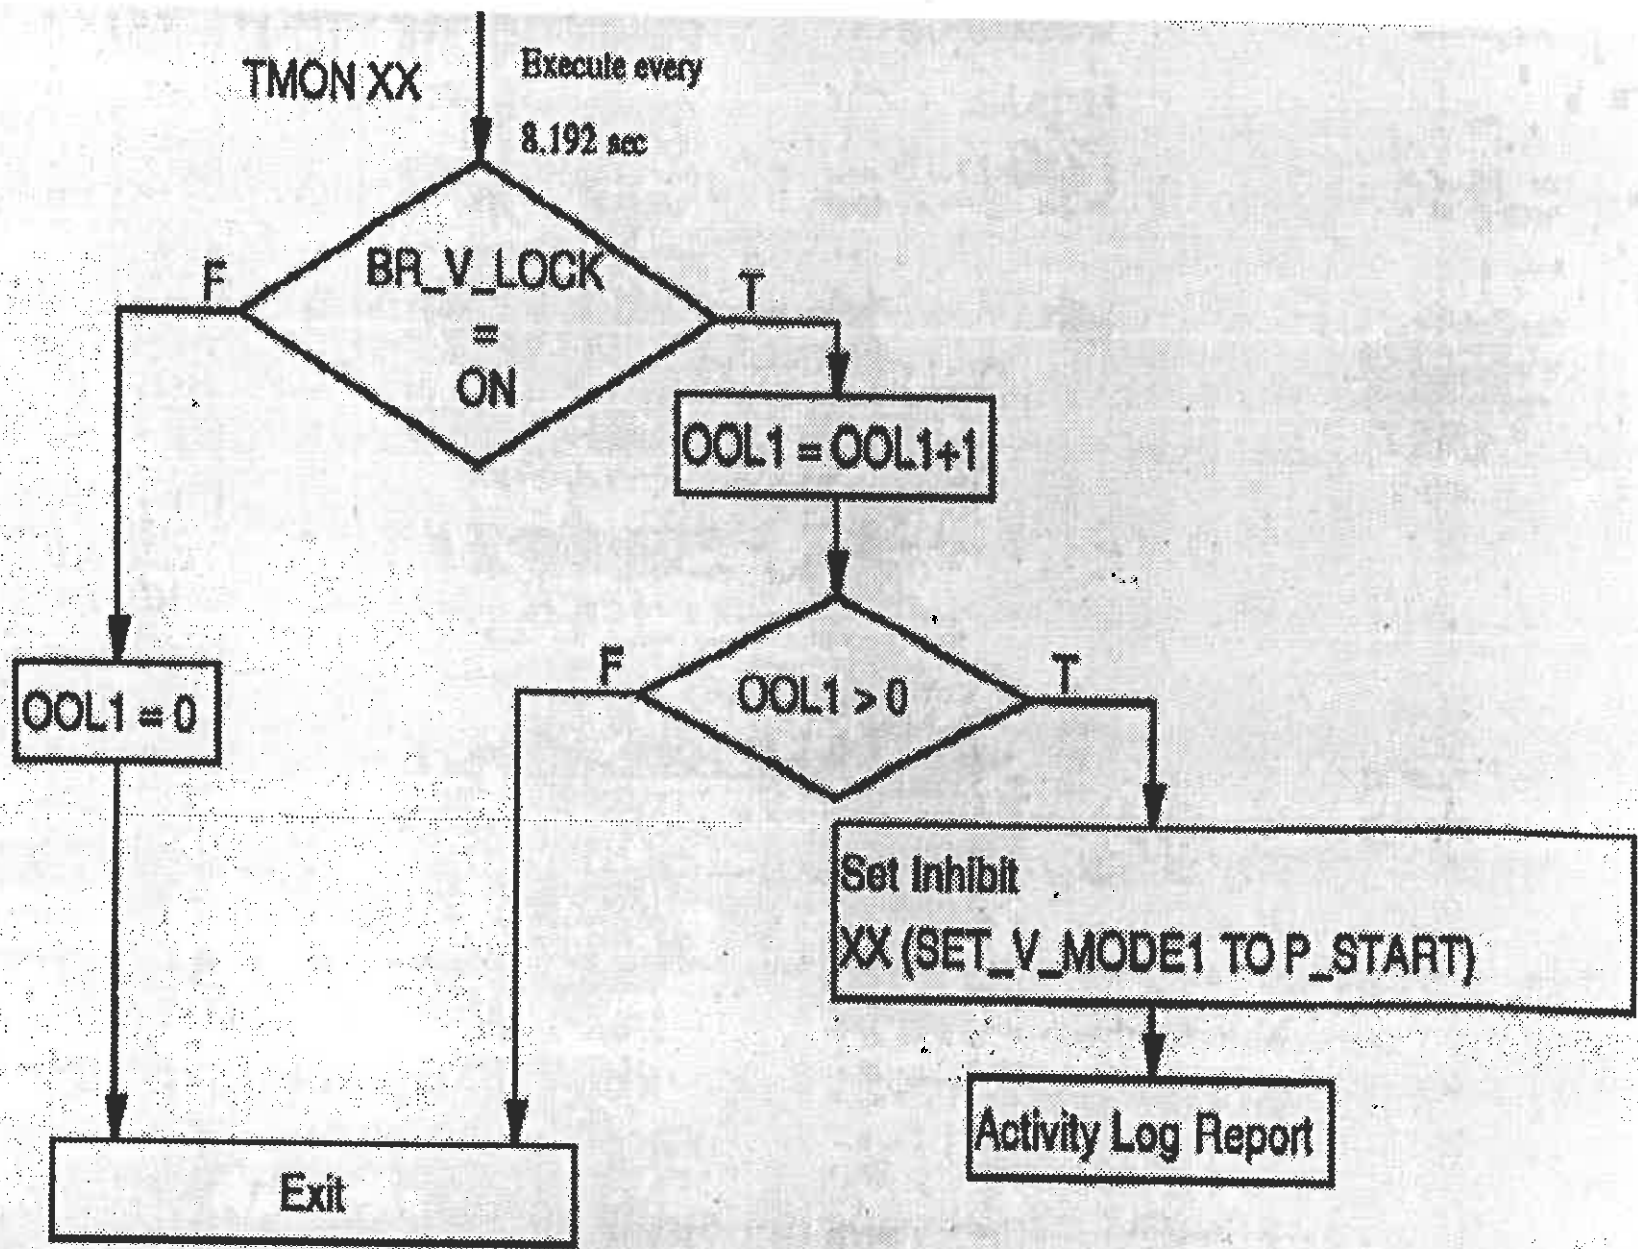 TMON XX
Execute every
8.192 sec
F
BR_V_LOCK
=
ON
T
OOL1 = OOL1+1
F
OOL1 > 0
T
OOL1 = 0
Set Inhibit
XX (SET_V_MODE1 TO P_START)
Activity Log Report
Exit